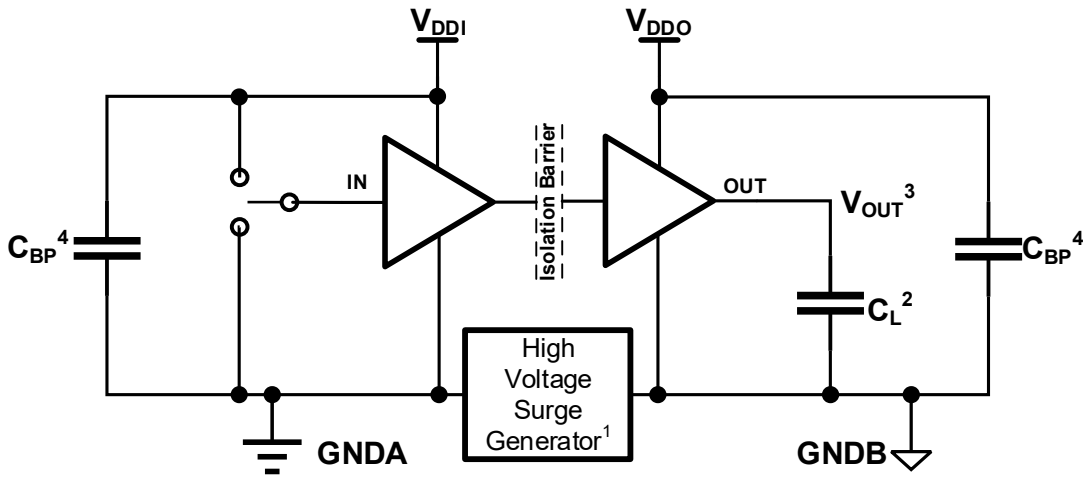 VDDI
VDDO
IN
Isolation Barrier
OUT
VOUT3
CBP4
CBP4
CL2
High
Voltage
Surge
Generator1
GNDA
GNDB